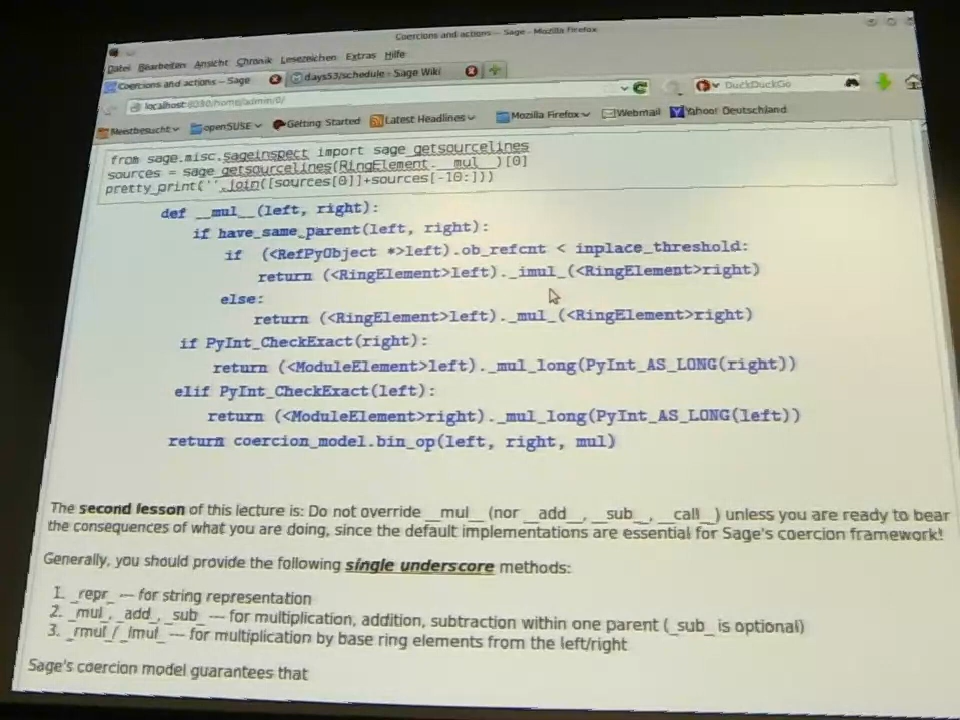 Coercions and actions — Sage - Mozilla Firefox
Datei Bearbeiten Ansicht Chronik Lesezeichen Extras Hilfe
Coercions and actions — Sage days53/schedule - Sage Wiki
localhost:8080/home/admin/0/ DuckDuckGo
Meistbesucht openSUSE Getting Started Latest Headlines Mozilla Firefox Webmail Yahoo! Deutschland
from sage.misc.sageinspect import sage_getsourcelines
sources = sage_getsourcelines(RingElement.__mul__)[0]
pretty_print(''.join([sources[0]]+sources[-10:]))
def __mul__(left, right):
if have_same_parent(left, right):
if (<RefPyObject *>left).ob_refcnt < inplace_threshold:
return (<RingElement>left)._imul_(<RingElement>right)
else:
return (<RingElement>left)._mul_(<RingElement>right)
if PyInt_CheckExact(right):
return (<ModuleElement>left)._mul_long(PyInt_AS_LONG(right))
elif PyInt_CheckExact(left):
return (<ModuleElement>right)._mul_long(PyInt_AS_LONG(left))
return coercion_model.bin_op(left, right, mul)
The second lesson of this lecture is: Do not override __mul__ (nor __add__, __sub__, __call__) unless you are ready to bear
the consequences of what you are doing, since the default implementations are essential for Sage's coercion framework!
Generally, you should provide the following single underscore methods:
1. _repr_ — for string representation
2. _mul_, _add_, _sub_ — for multiplication, addition, subtraction within one parent (_sub_ is optional)
3. _rmul_/_lmul_ — for multiplication by base ring elements from the left/right
Sage's coercion model guarantees that